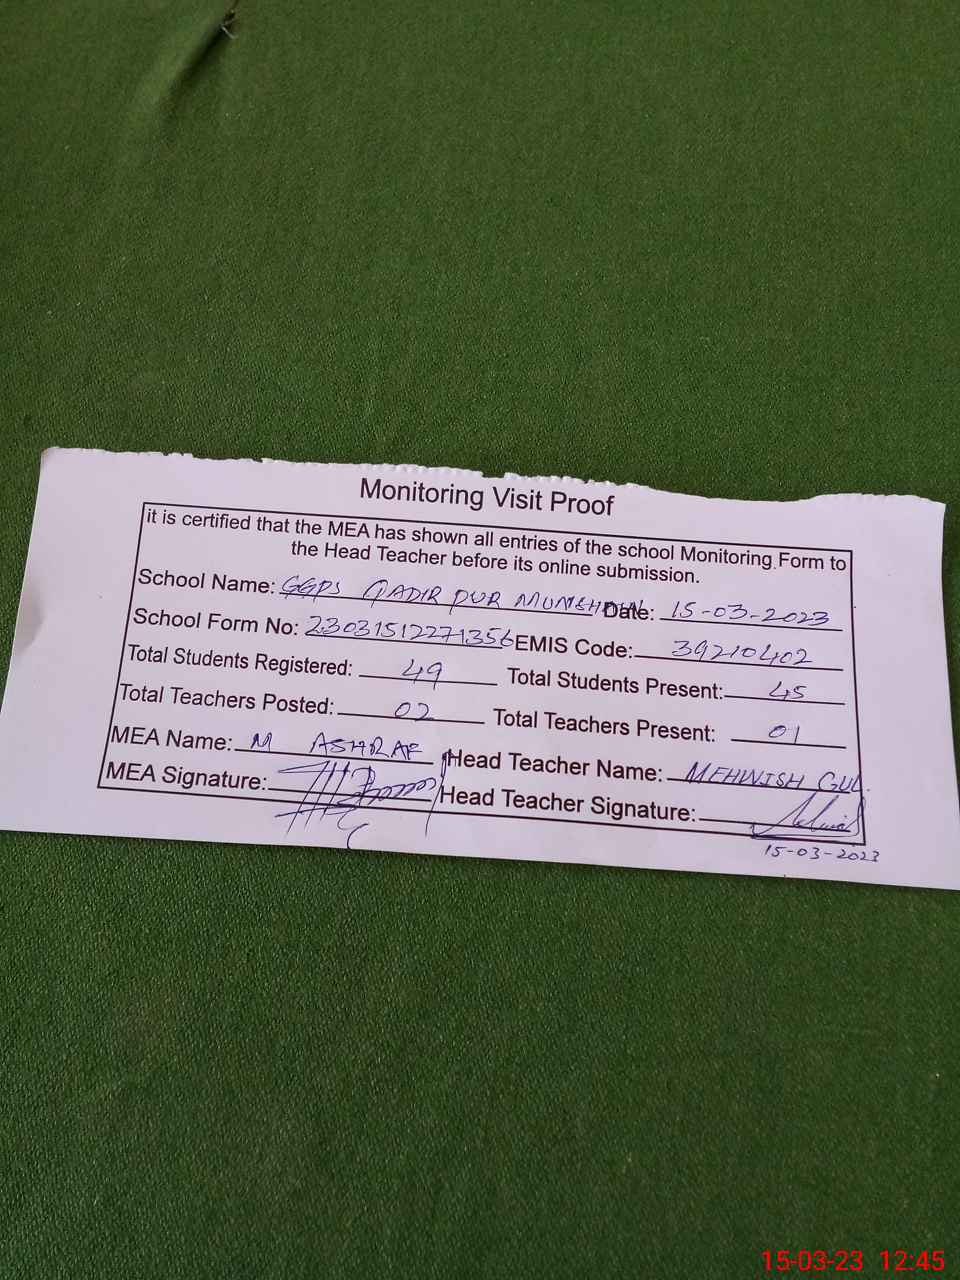 Monitoring Visit Proof
it is certified that the MEA has shown all entries of the school Monitoring Form to
the Head Teacher before its online submission.
School Name: GGPS QADIR PUR Date: 15-03-2023
School Form No: 23031512271356 EMIS Code: 39210402
Total Students Registered: 49 Total Students Present: 45
Total Teachers Posted: 02 Total Teachers Present: 01
MEA Name: M ASHRAF Head Teacher Name: MEHWISH GUL
MEA Signature: Head Teacher Signature:
15-03-2023
15-03-23 12:45